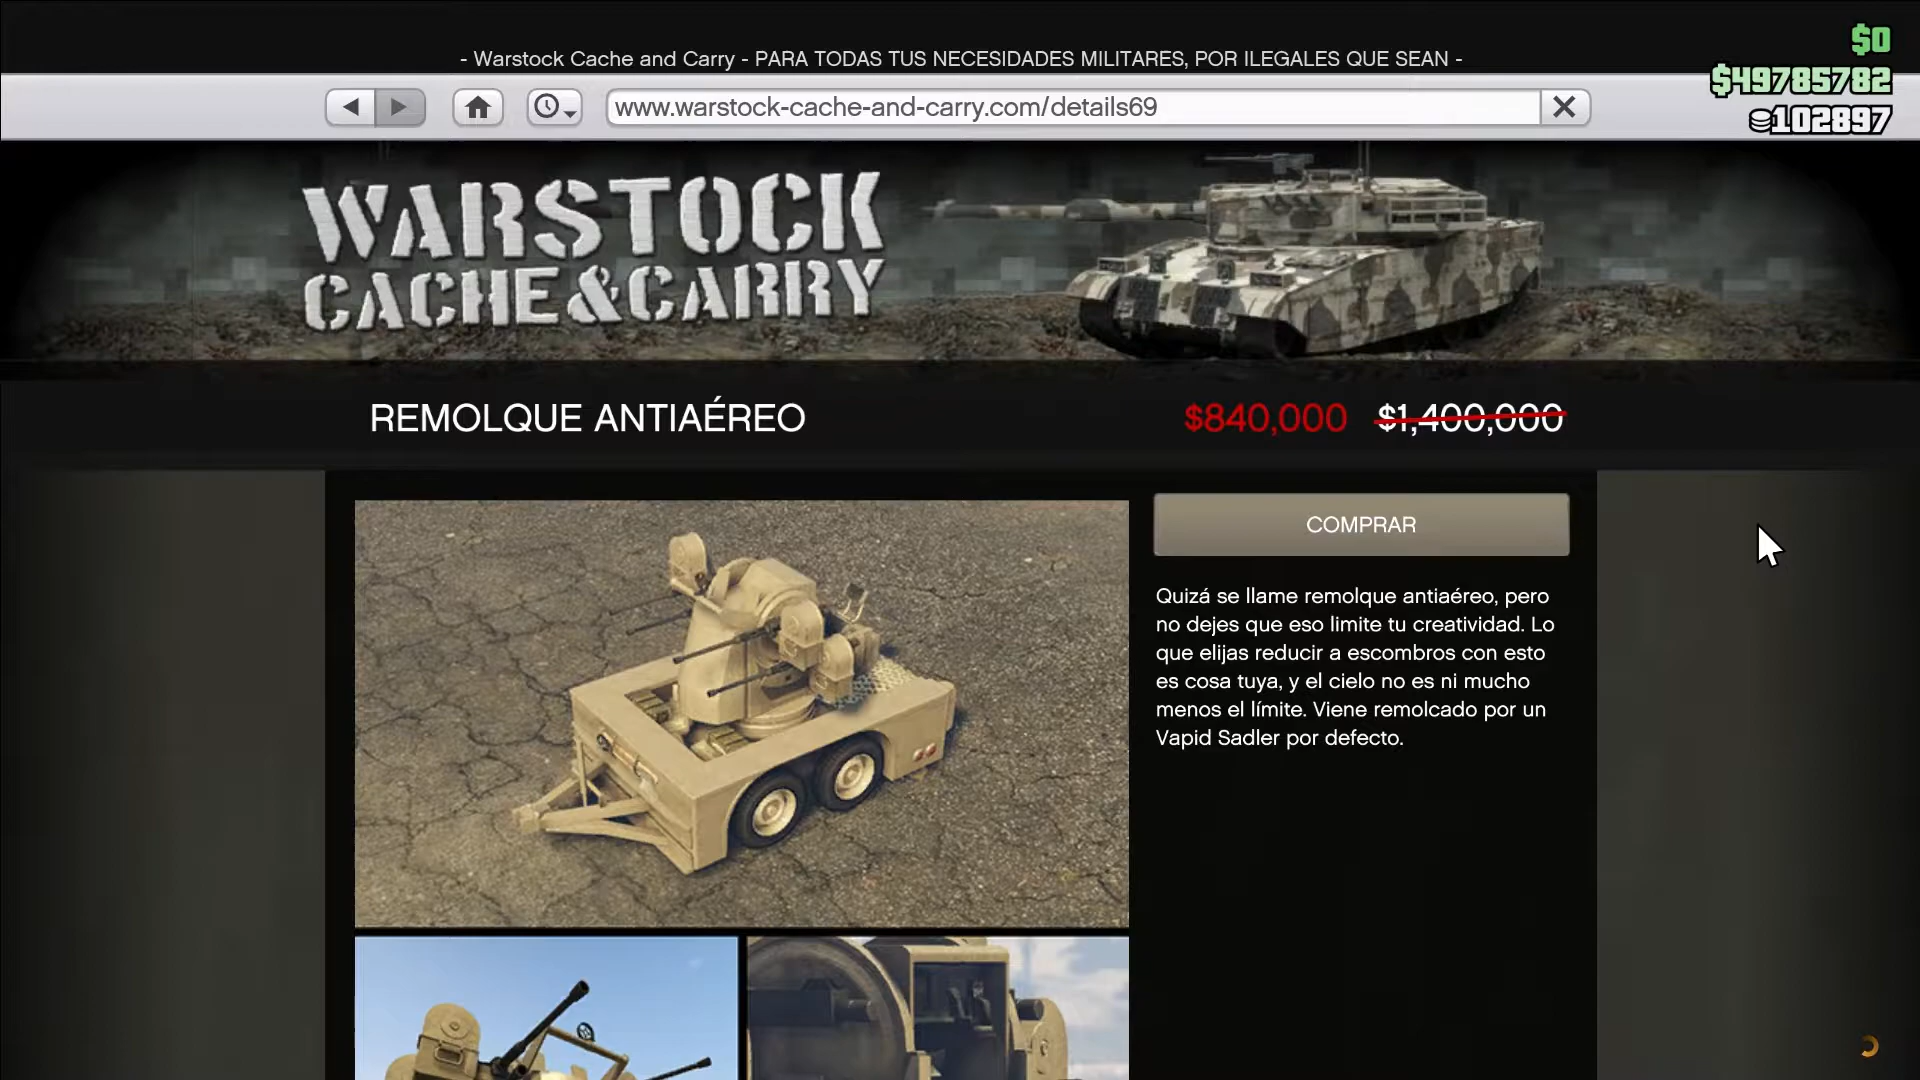 - Warstock Cache and Carry - PARA TODAS TUS NECESIDADES MILITARES, POR ILEGALES QUE SEAN -
$0
$49785782
102897
www.warstock-cache-and-carry.com/details69
WARSTOCK
CACHE & CARRY
REMOLQUE ANTIAÉREO
$840,000 $1,400,000
COMPRAR
Quizá se llame remolque antiaéreo, pero
no dejes que eso limite tu creatividad. Lo
que elijas reducir a escombros con esto
es cosa tuya, y el cielo no es ni mucho
menos el límite. Viene remolcado por un
Vapid Sadler por defecto.